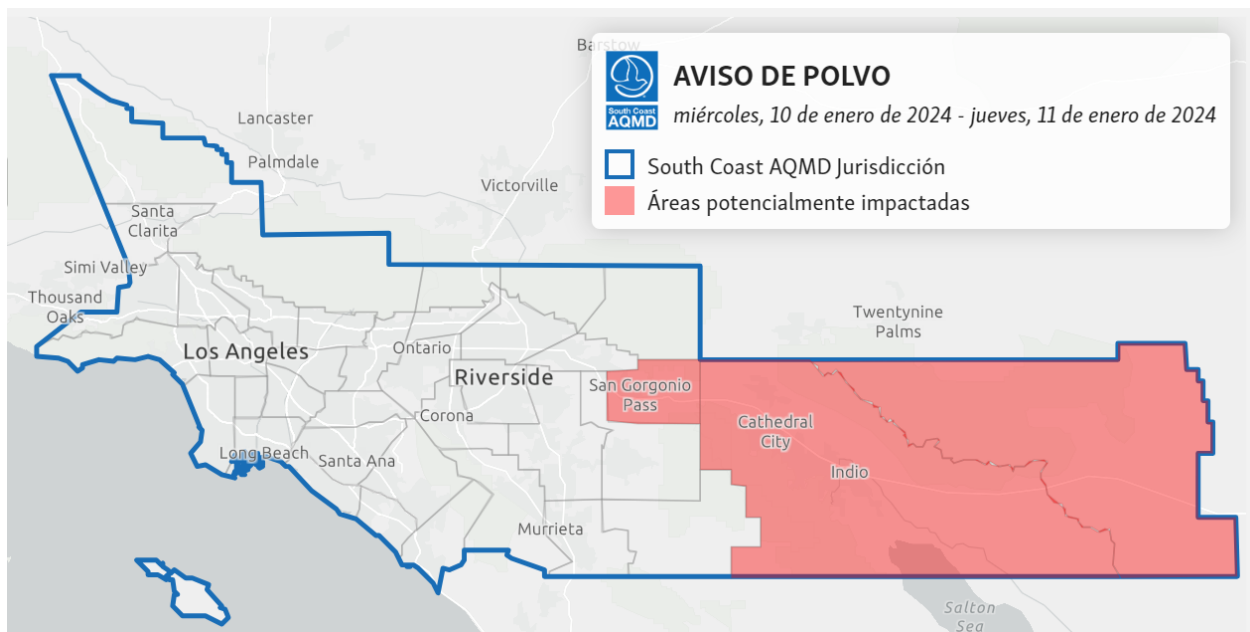 Barstow
South Coast
AQMD
AVISO DE POLVO
miércoles, 10 de enero de 2024 - jueves, 11 de enero de 2024
South Coast AQMD Jurisdicción
Áreas potencialmente impactadas
Lancaster
Palmdale
Victorville
Santa
Clarita
Simi Valley
Thousand
Oaks
Twentynine
Palms
Los Angeles
Ontario
Riverside
San Gorgonio
Pass
Corona
Cathedral
City
Long Beach
Santa Ana
Indio
Murrieta
Salton
Sea